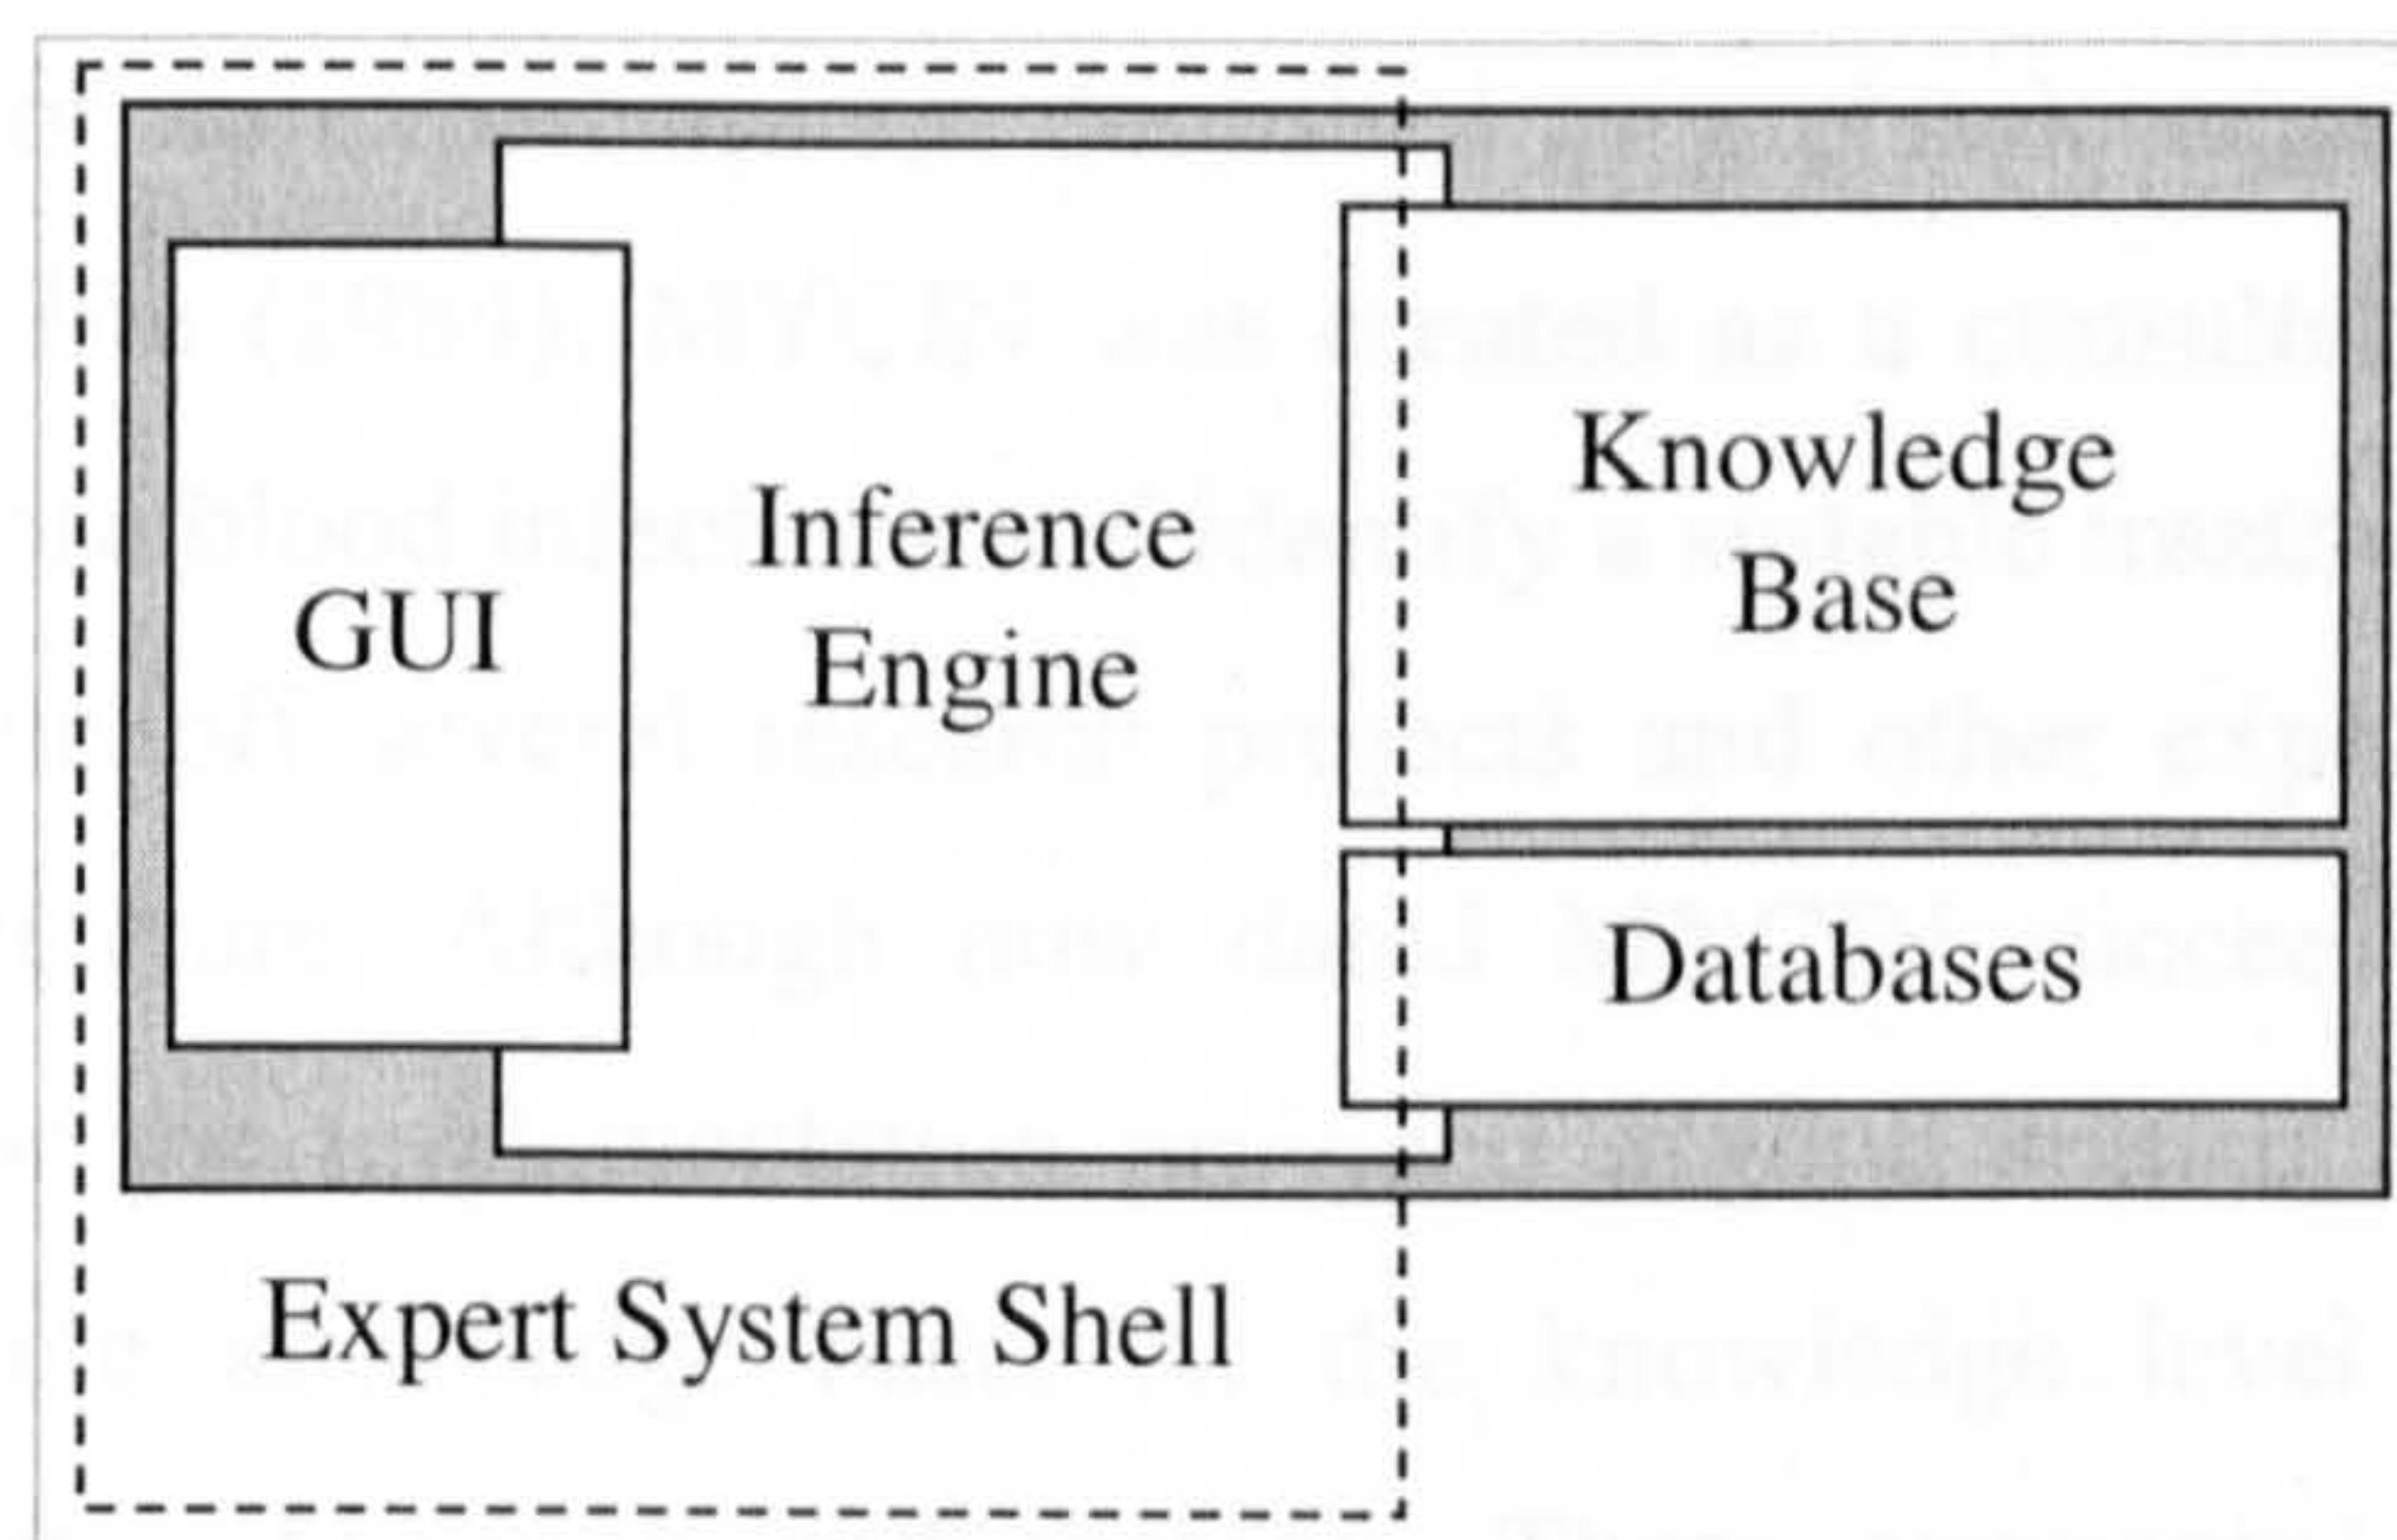 GUI
Inference
Engine
Knowledge
Base
Databases
Expert System Shell